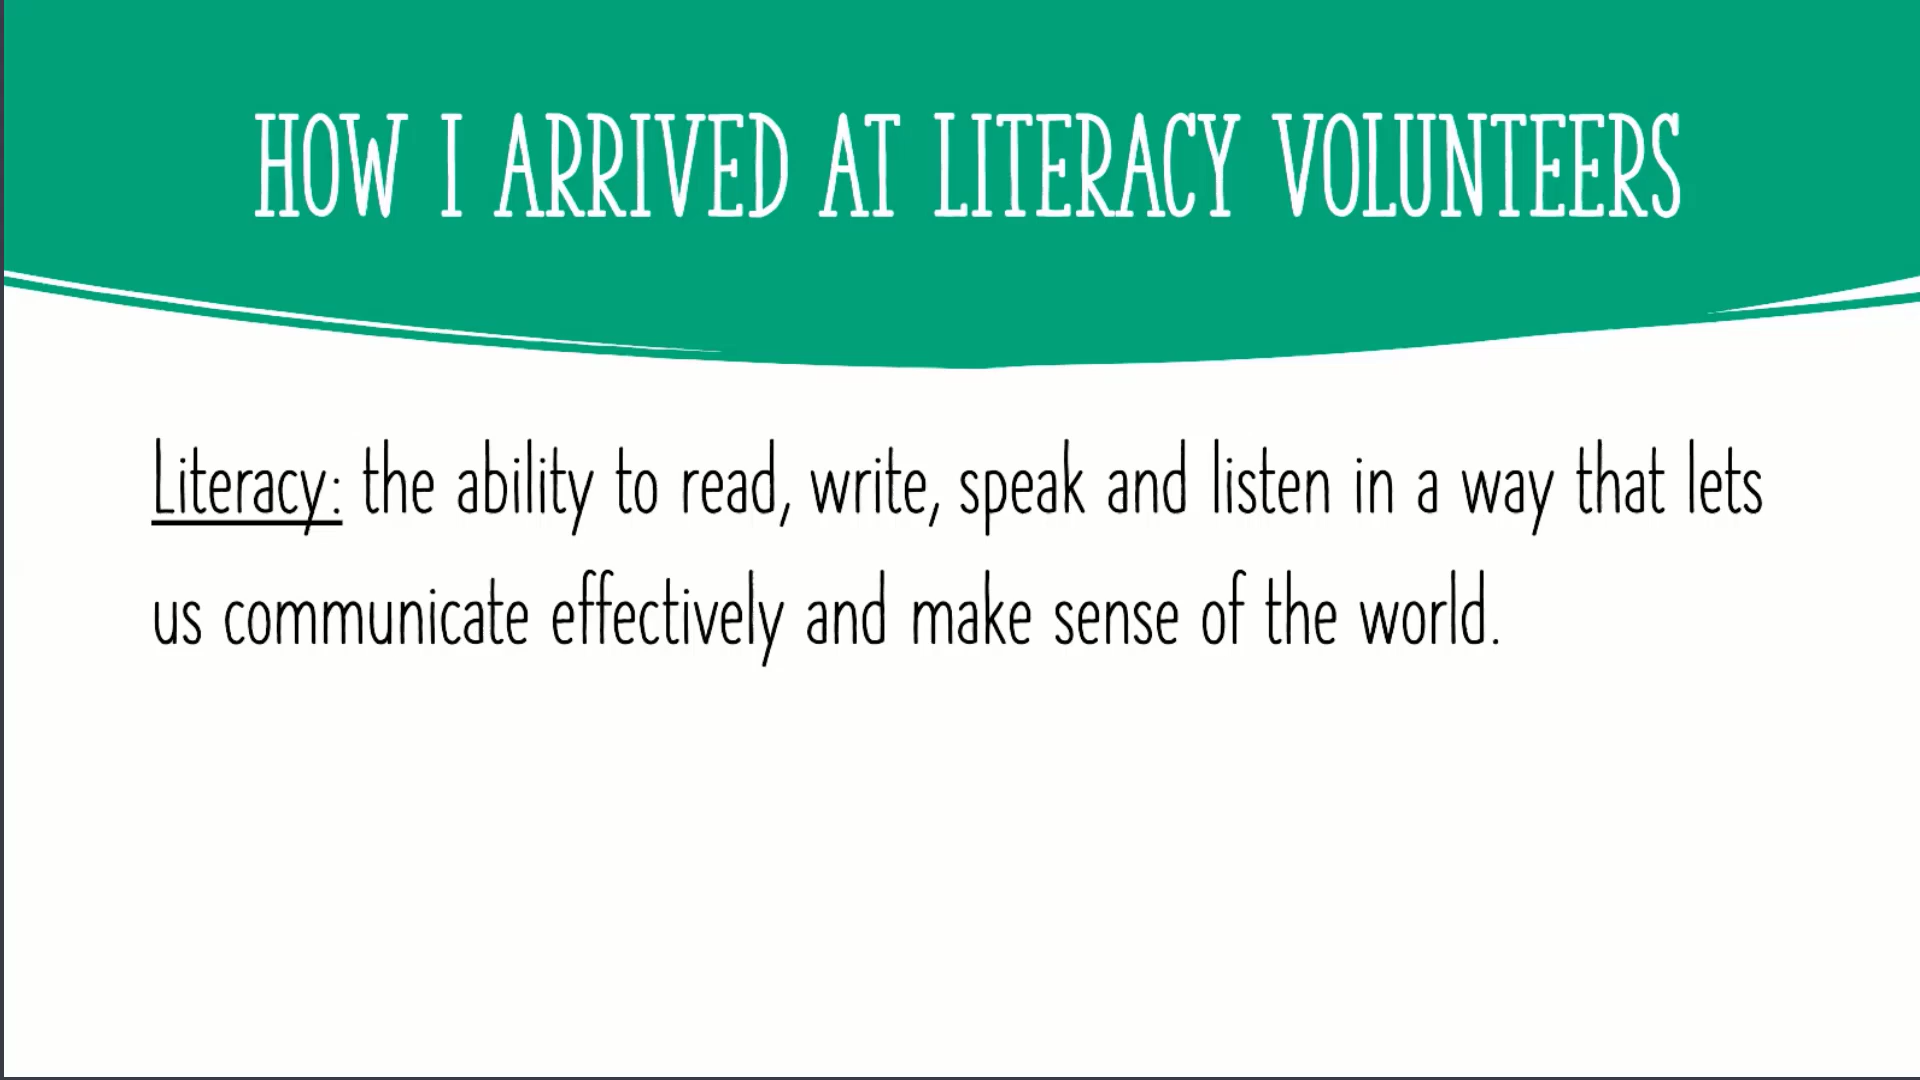 HOW I ARRIVED AT LITERACY VOLUNTEERS
Literacy: the ability to read, write, speak and listen in a way that lets
us communicate effectively and make sense of the world.